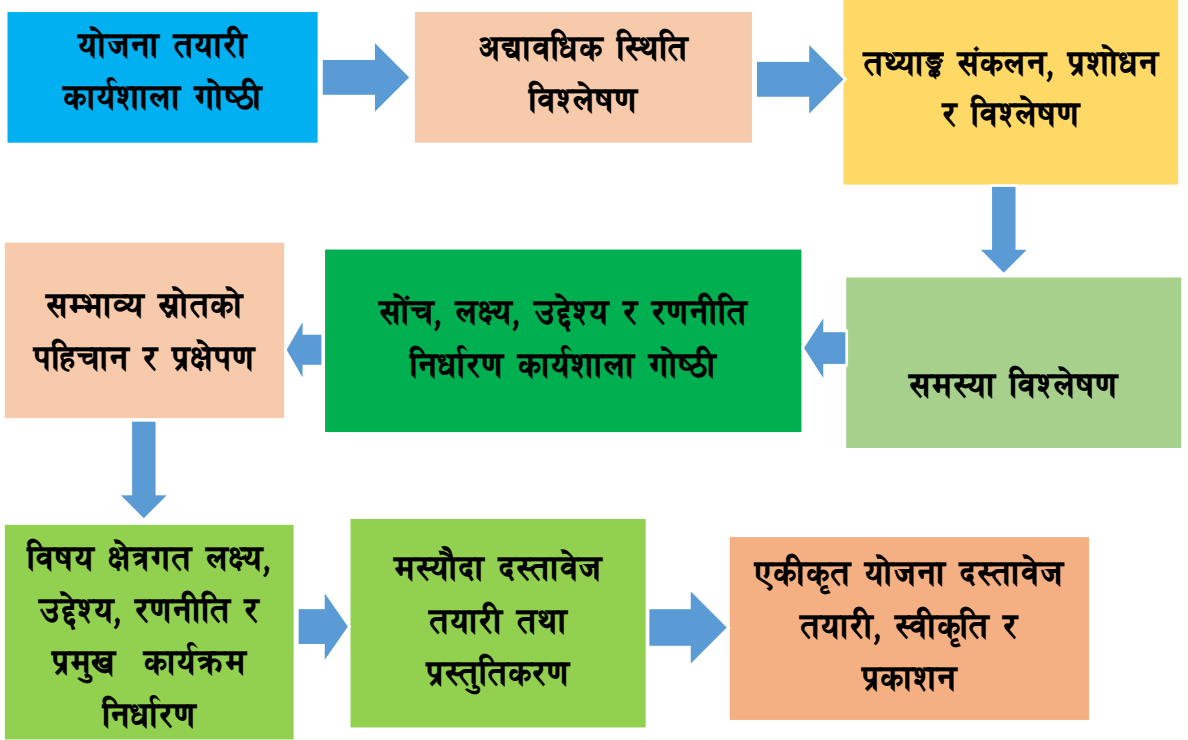 योजना तयारी
कार्यशाला गोष्ठी
अद्यावधिक स्थिति
विश्लेषण
तथ्याङ्क संकलन, प्रशोधन
र विश्लेषण
समस्या विश्लेषण
सोंच, लक्ष्य, उद्देश्य र रणनीति
निर्धारण कार्यशाला गोष्ठी
सम्भाव्य स्रोतको
पहिचान र प्रक्षेपण
विषय क्षेत्रगत लक्ष्य,
उद्देश्य, रणनीति र
प्रमुख कार्यक्रम
निर्धारण
मस्यौदा दस्तावेज
तयारी तथा
प्रस्तुतिकरण
एकीकृत योजना दस्तावेज
तयारी, स्वीकृति र
प्रकाशन